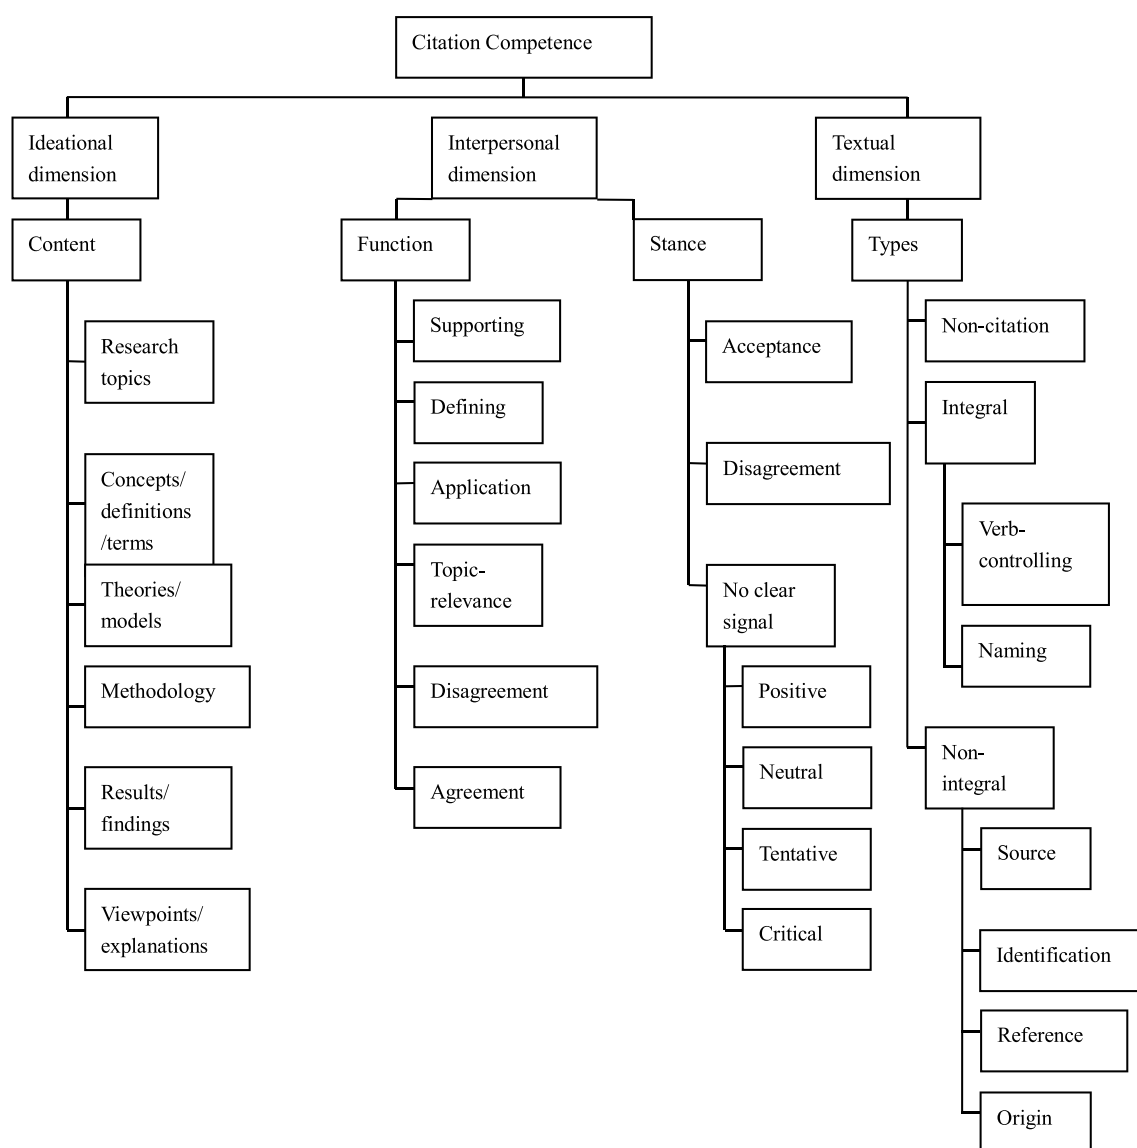 Citation Competence
Ideational
dimension
Interpersonal
dimension
Textual
dimension
Content
Function
Stance
Types
Research
topics
Concepts/
definitions
/terms
Theories/
models
Methodology
Results/
findings
Viewpoints/
explanations
Supporting
Defining
Application
Topic-
relevance
Disagreement
Agreement
Acceptance
Disagreement
No clear
signal
Positive
Neutral
Tentative
Critical
Non-citation
Integral
Verb-
controlling
Naming
Non-
integral
Source
Identification
Reference
Origin